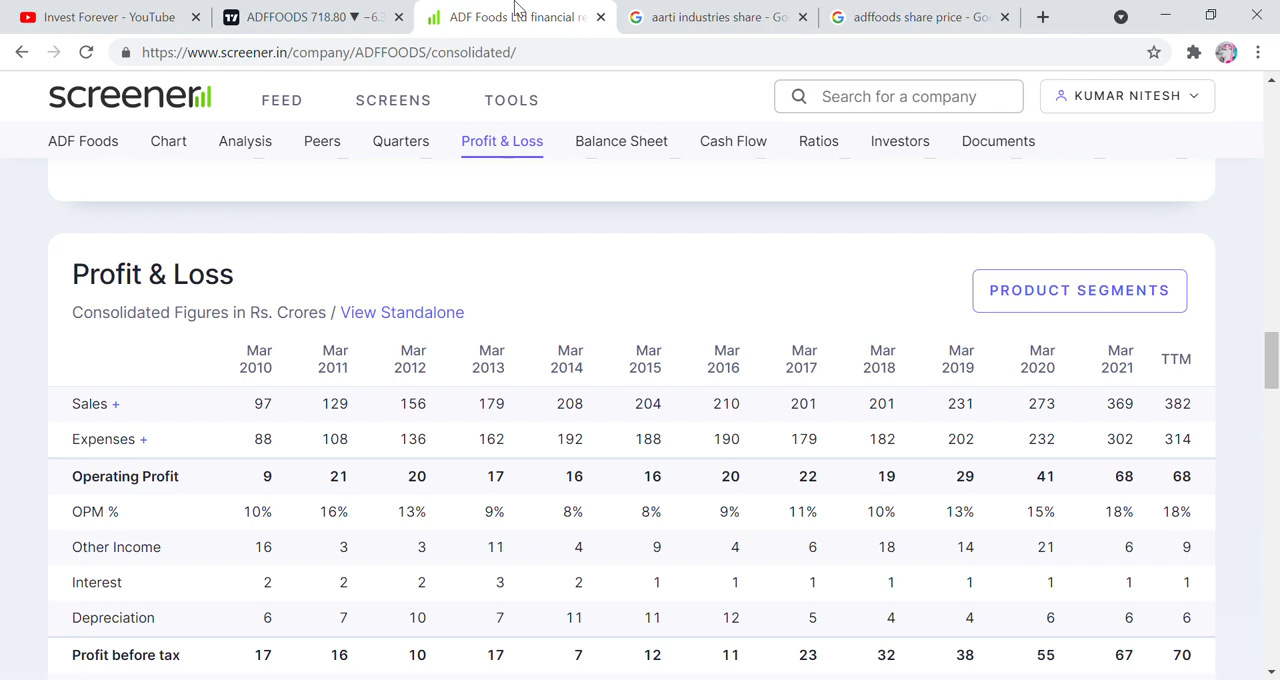 Invest Forever - YouTube
ADFFOODS 718.80 ▼ −6.3
ADF Foods Ltd financial re
aarti industries share - Go
adffoods share price - Go
https://www.screener.in/company/ADFFOODS/consolidated/
screener
FEED SCREENS TOOLS
Search for a company
KUMAR NITESH
ADF Foods Chart Analysis Peers Quarters Profit & Loss Balance Sheet Cash Flow Ratios Investors Documents
Profit & Loss
PRODUCT SEGMENTS
Consolidated Figures in Rs. Crores / View Standalone
Mar 2010 Mar 2011 Mar 2012 Mar 2013 Mar 2014 Mar 2015 Mar 2016 Mar 2017 Mar 2018 Mar 2019 Mar 2020 Mar 2021 TTM
Sales + 97 129 156 179 208 204 210 201 201 231 273 369 382
Expenses + 88 108 136 162 192 188 190 179 182 202 232 302 314
Operating Profit 9 21 20 17 16 16 20 22 19 29 41 68 68
OPM % 10% 16% 13% 9% 8% 8% 9% 11% 10% 13% 15% 18% 18%
Other Income 16 3 3 11 4 9 4 6 18 14 21 6 9
Interest 2 2 2 3 2 1 1 1 1 1 1 1 1
Depreciation 6 7 10 7 11 11 12 5 4 4 6 6 6
Profit before tax 17 16 10 17 7 12 11 23 32 38 55 67 70